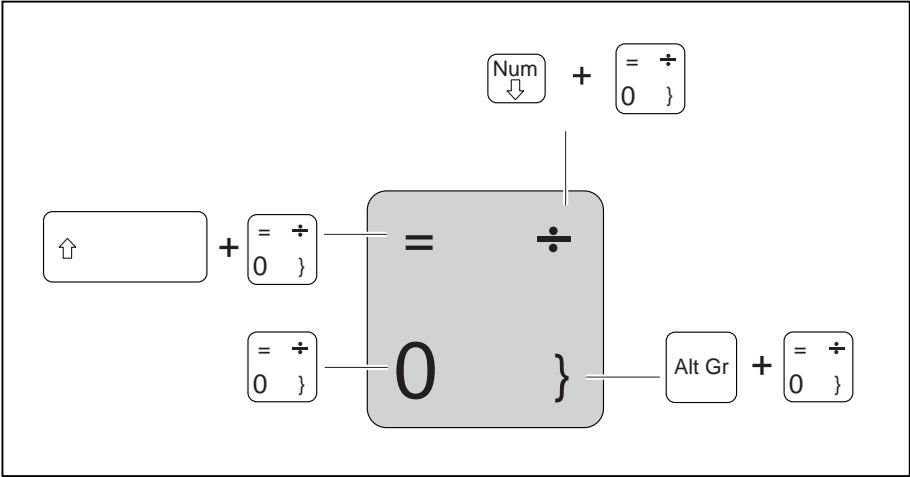 Num + = ÷
⇩ 0 }
⇧ + = ÷
0 }
= ÷
0 }
= ÷
0 }
Alt Gr + = ÷
0 }